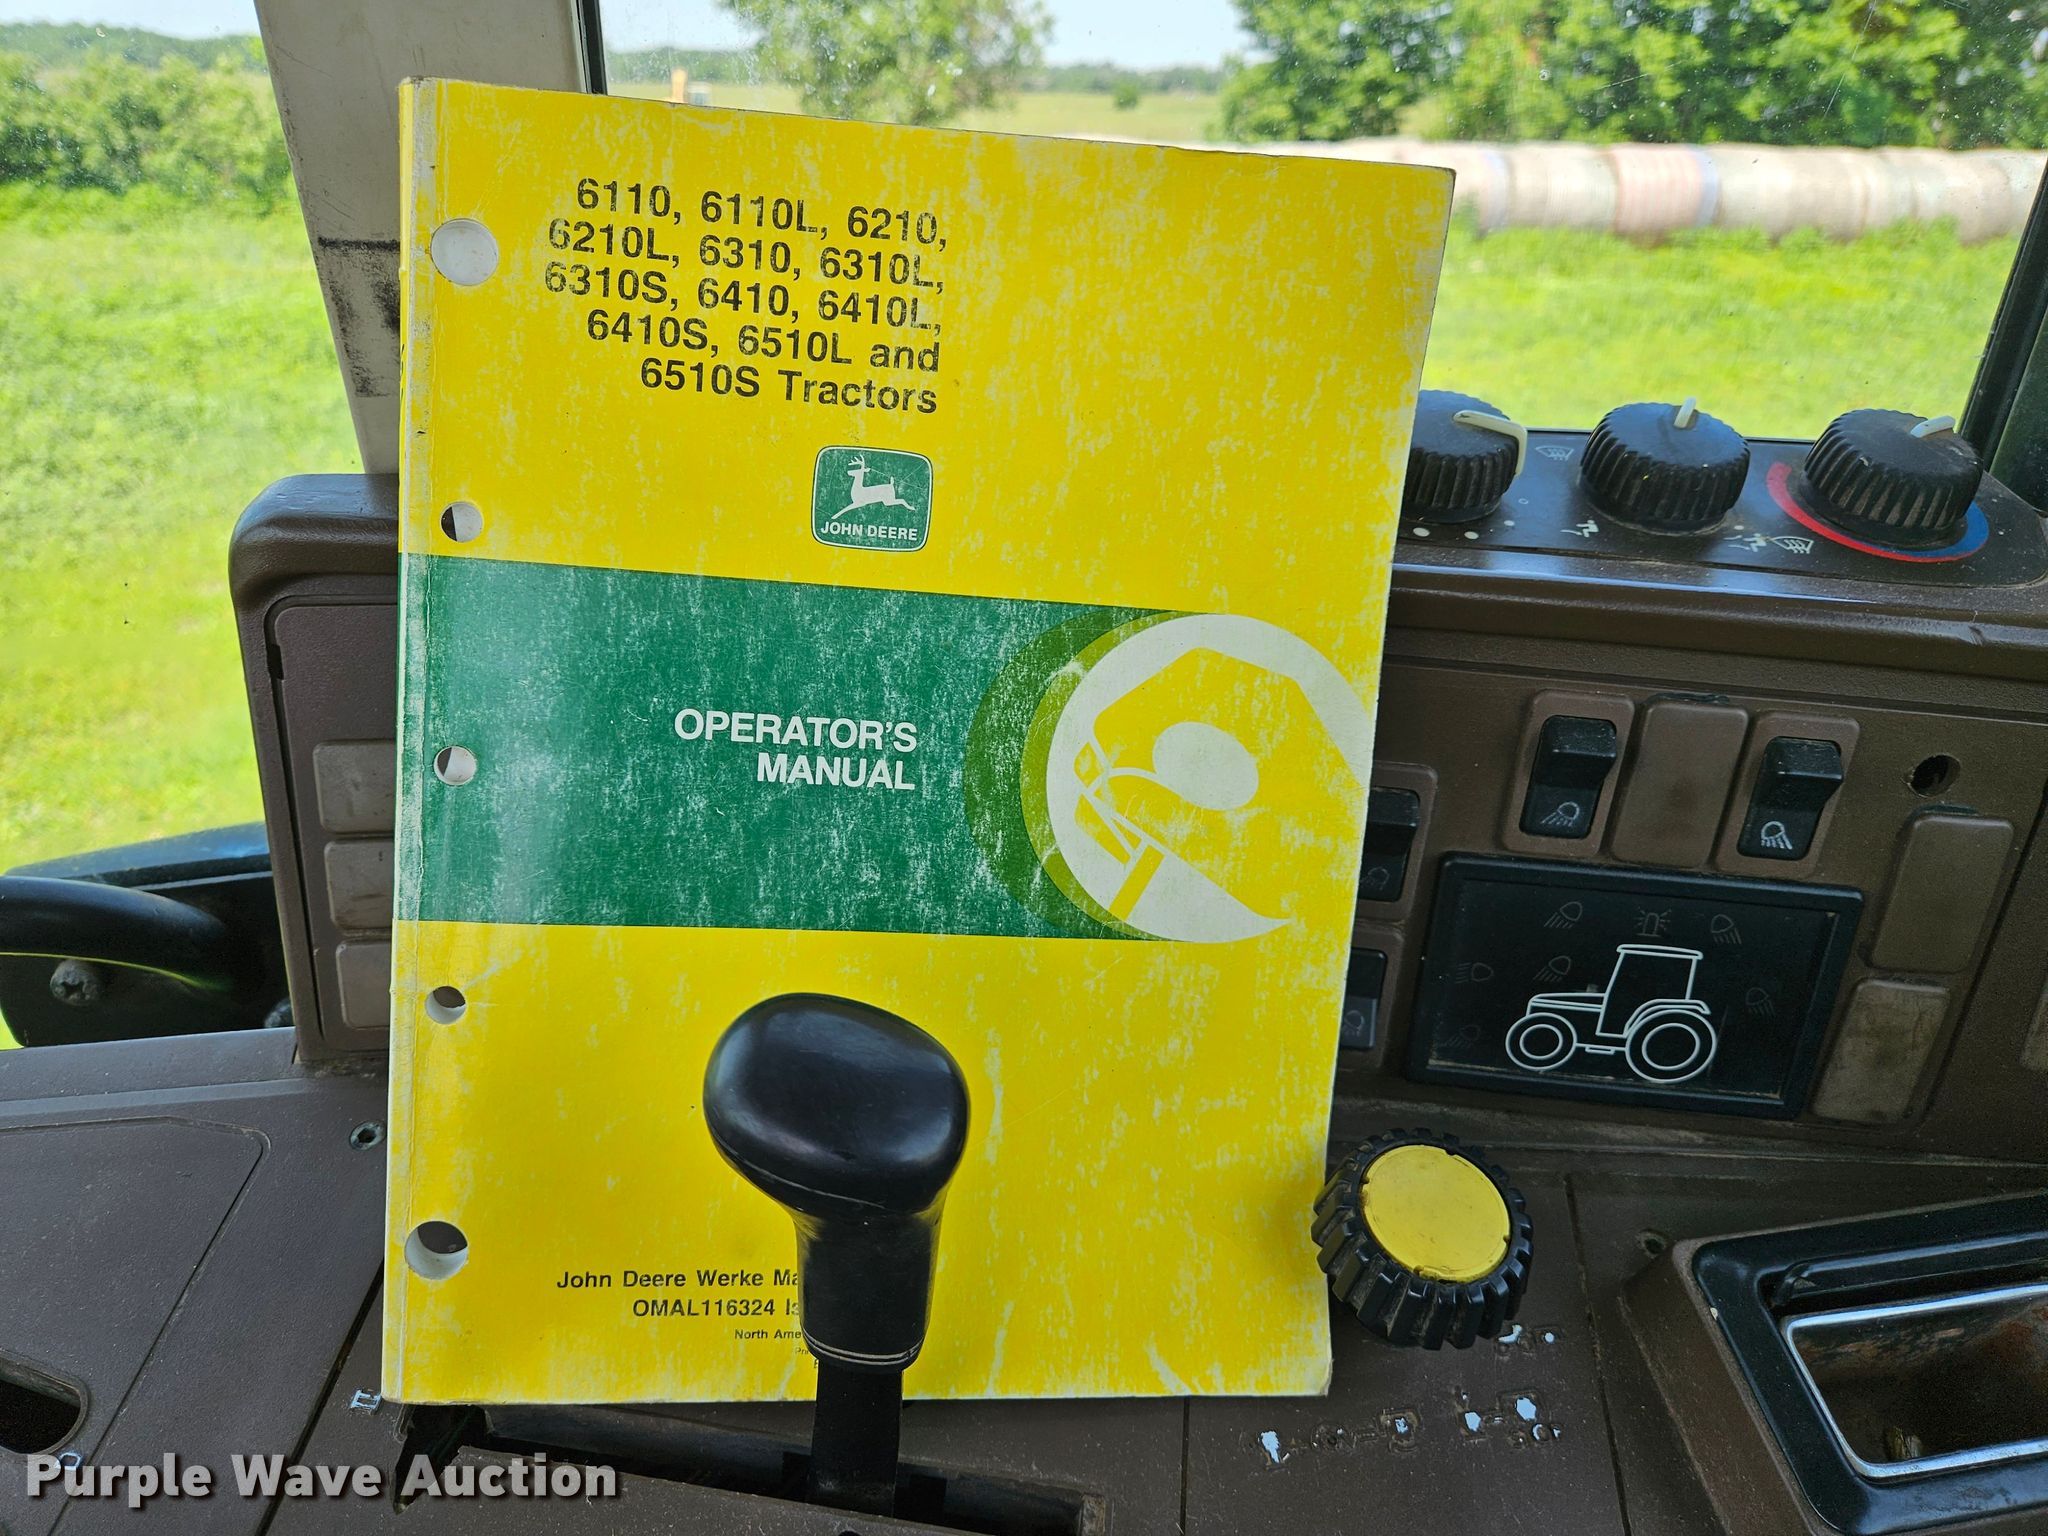 6110, 6110L, 6210,
6210L, 6310, 6310L,
6310S, 6410, 6410L,
6410S, 6510L and
6510S Tractors
JOHN DEERE
OPERATOR'S
MANUAL
John Deere Werke
OMAL116324
North
Purple Wave Auction